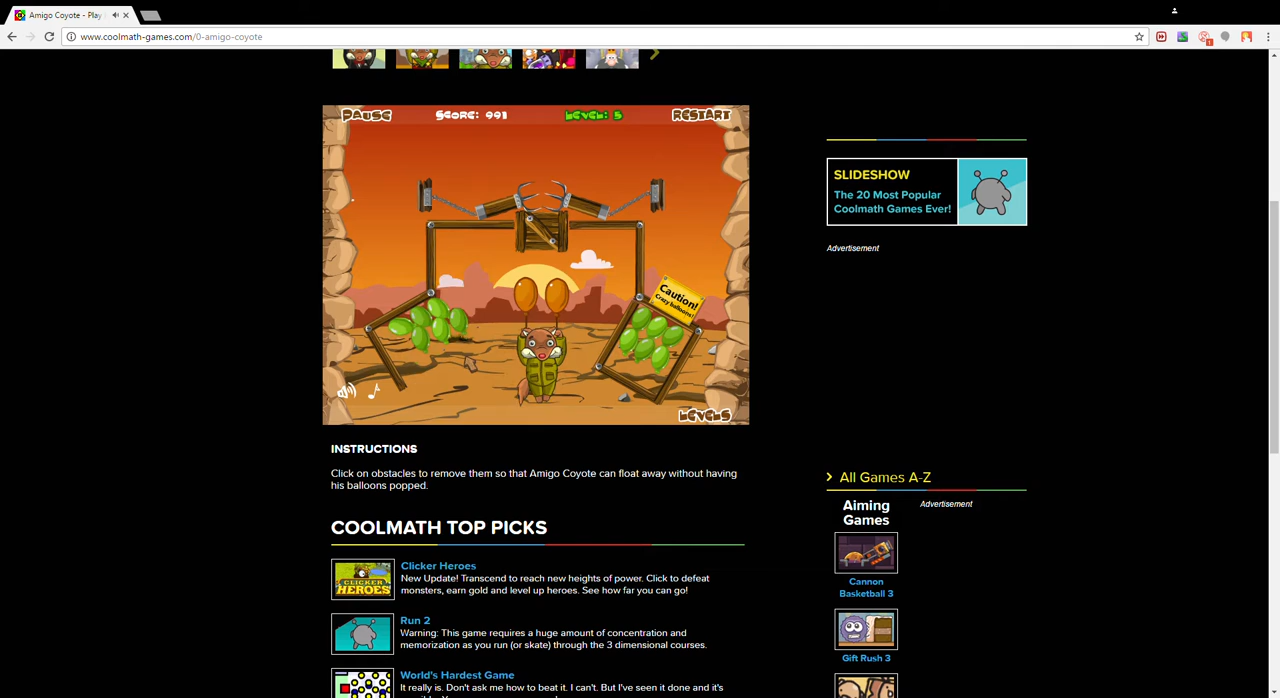 Amigo Coyote - Play
www.coolmath-games.com/0-amigo-coyote
PAUSE
SCORE: 991
LEVEL: 5
RESTART
Caution!
Crazy balloons!
LEVELS
INSTRUCTIONS
Click on obstacles to remove them so that Amigo Coyote can float away without having
his balloons popped.
COOLMATH TOP PICKS
CLICKER
HEROES
Clicker Heroes
New Update! Transcend to reach new heights of power. Click to defeat
monsters, earn gold and level up heroes. See how far you can go!
Run 2
Warning: This game requires a huge amount of concentration and
memorization as you run (or skate) through the 3 dimensional courses.
World's Hardest Game
It really is. Don't ask me how to beat it. I can't. But I've seen it done and it's
SLIDESHOW
The 20 Most Popular
Coolmath Games Ever!
Advertisement
All Games A-Z
Aiming
Games
Advertisement
Cannon
Basketball 3
Gift Rush 3